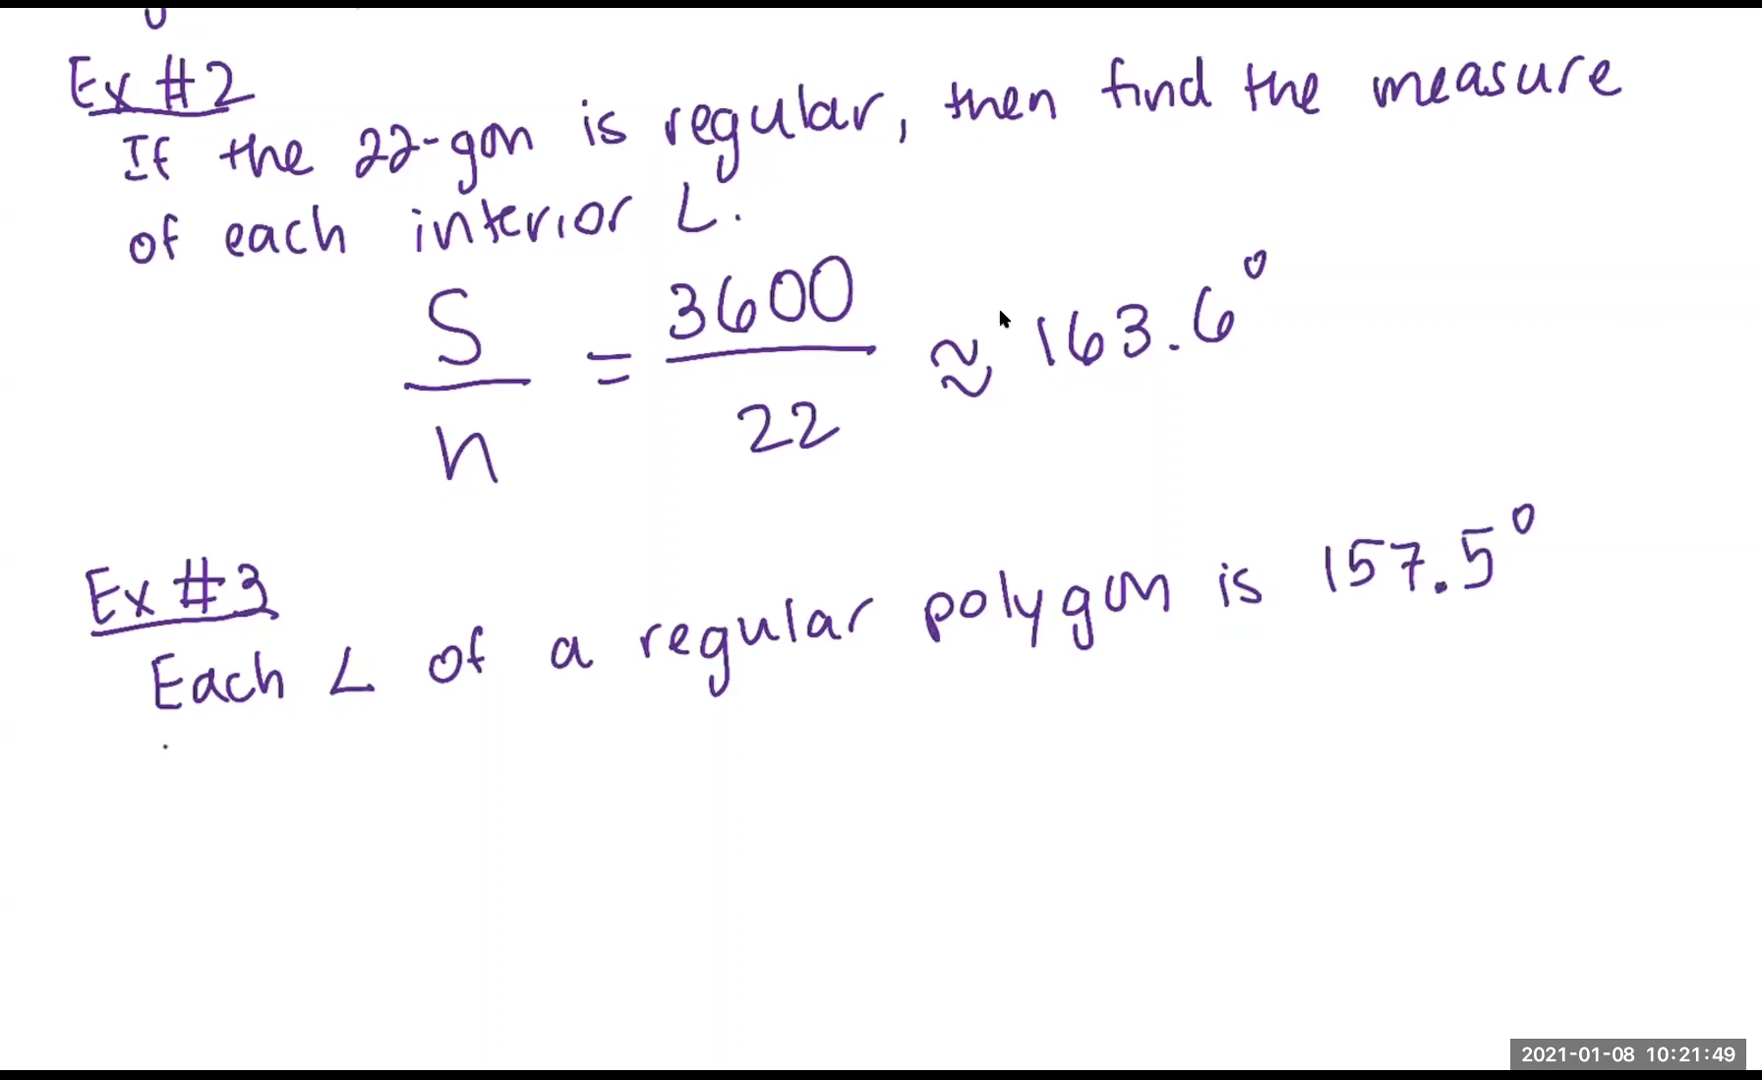 Ex #2
If the 22-gon is regular, then find the measure
of each interior ∠.
S/n = 3600/22 ≈ 163.6°
Ex #3
Each ∠ of a regular polygon is 157.5°
2021-01-08 10:21:49